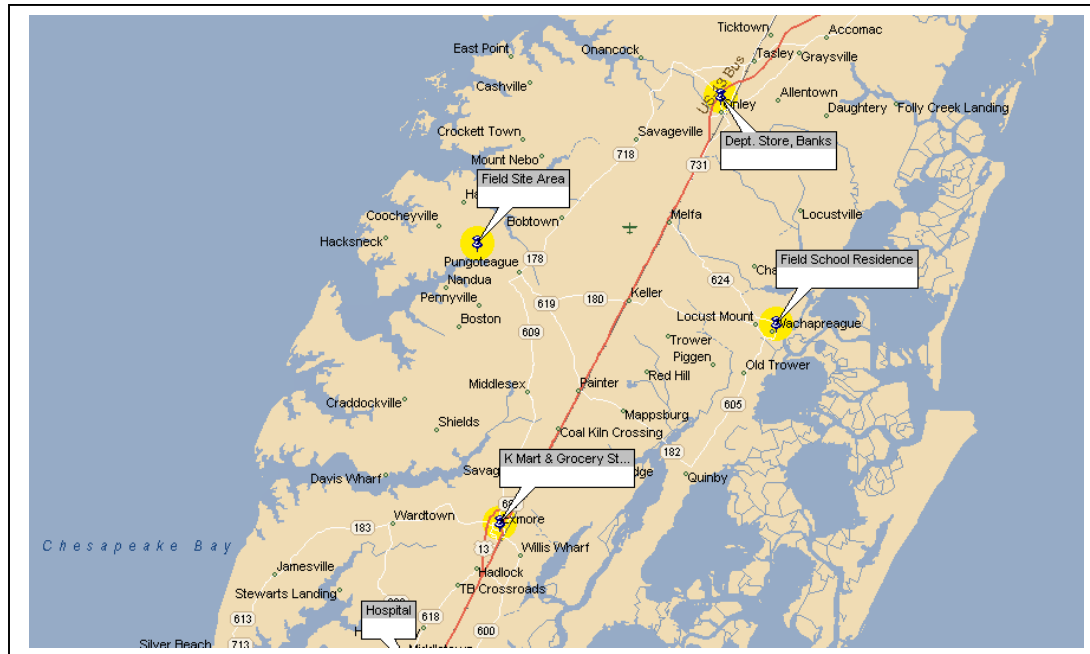 Ticktown
Accomac
East Point
Onancock
Tasley
Graysville
US 13 Bus
Cashville
Allentown
Onley
Daughtery
Folly Creek Landing
Crockett Town
Savageville
Dept. Store, Banks
Mount Nebo
718
731
Field Site Area
Coocheyville
Bobtown
Melfa
Locustville
Hacksneck
Pungoteague
178
Field School Residence
Nandua
624
Pennyville
619
180
Keller
Boston
609
Locust Mount
Wachapreague
Trower
Piggen
Old Trower
Red Hill
Middlesex
Painter
Craddockville
Mappsburg
605
Shields
Coal Kiln Crossing
K Mart & Grocery St...
182
Davis Wharf
Quinby
Wardtown
183
Exmore
13
Willis Wharf
Chesapeake Bay
Jamesville
Hadlock
Stewarts Landing
TB Crossroads
Hospital
613
618
600
Silver Beach
713
Middletown